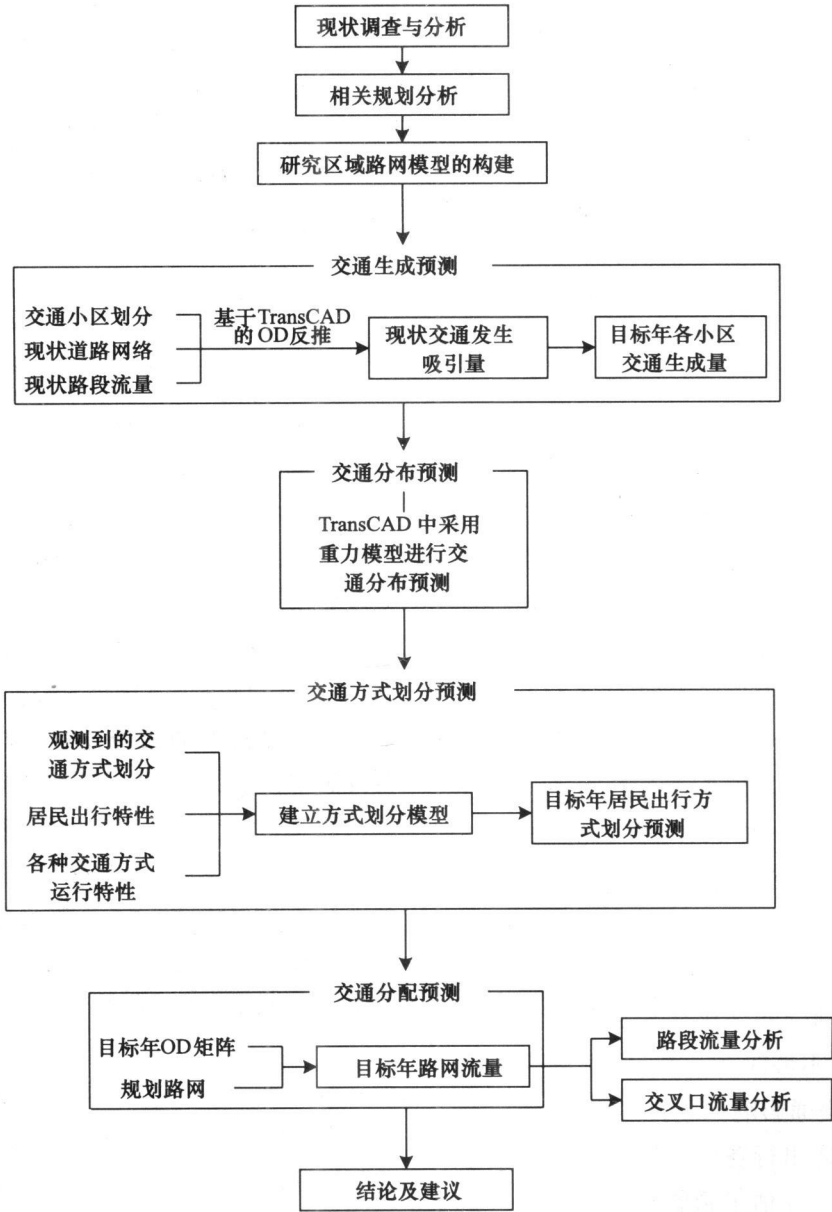 现状调查与分析
相关规划分析
研究区域路网模型的构建
交通生成预测
交通小区划分
现状道路网络
现状路段流量
基于TransCAD
的OD反推
现状交通发生
吸引量
目标年各小区
交通生成量
交通分布预测
TransCAD 中采用
重力模型进行交
通分布预测
交通方式划分预测
观测到的交
通方式划分
居民出行特性
各种交通方式
运行特性
建立方式划分模型
目标年居民出行方
式划分预测
交通分配预测
目标年OD矩阵
规划路网
目标年路网流量
路段流量分析
交叉口流量分析
结论及建议